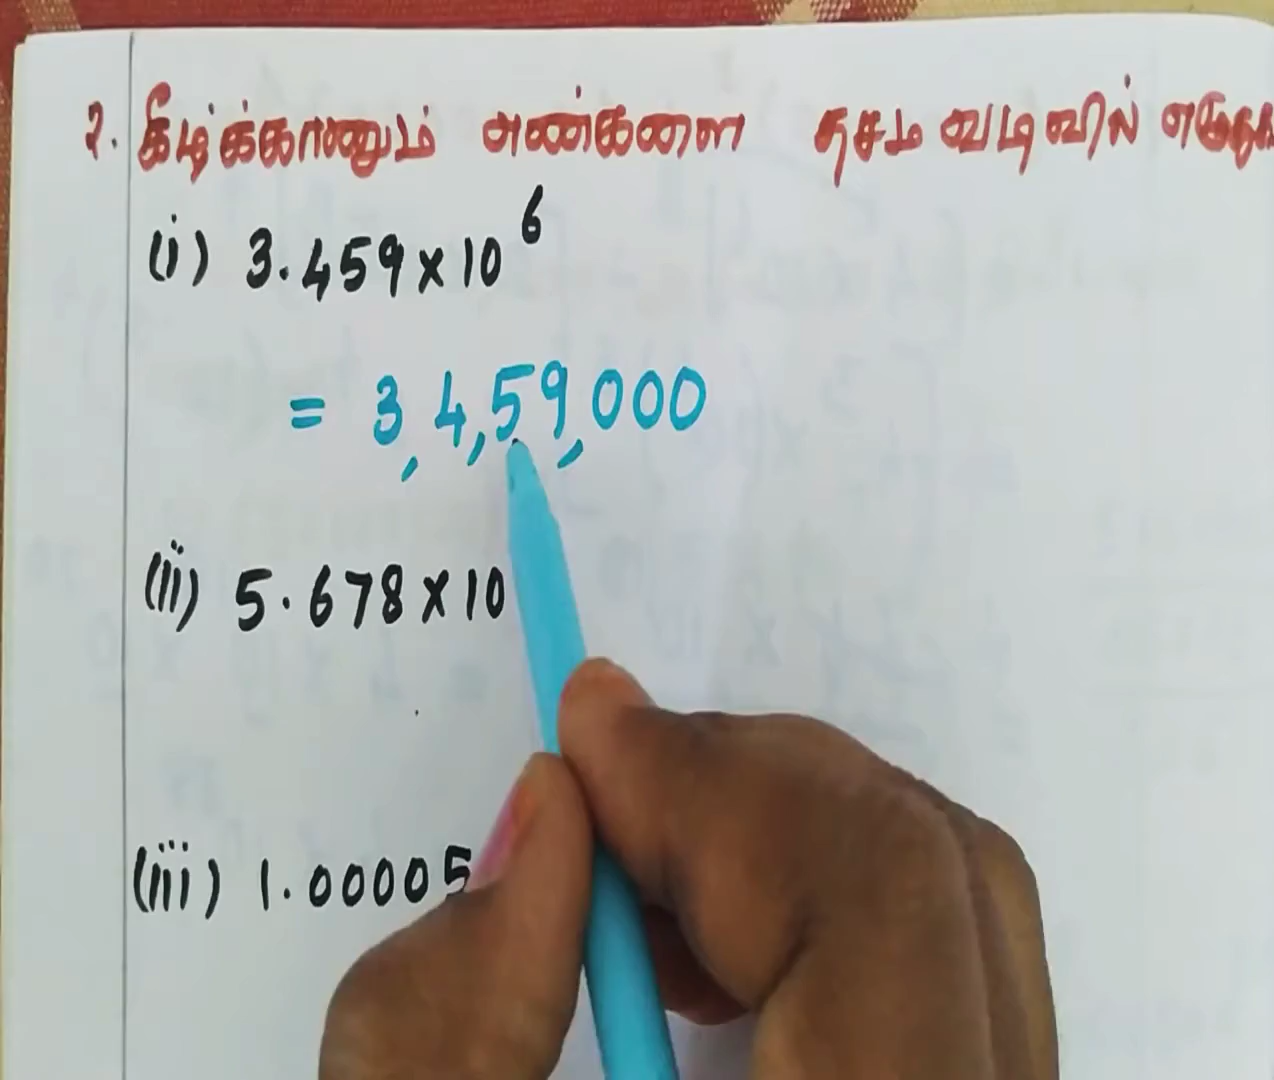 2. கீழ்க்காணும் எண்களை தசம வடிவில் எழுதுக
(i) 3.459 × 10⁶
= 3,4,59,000
(ii) 5.678 × 10
(iii) 1.00005